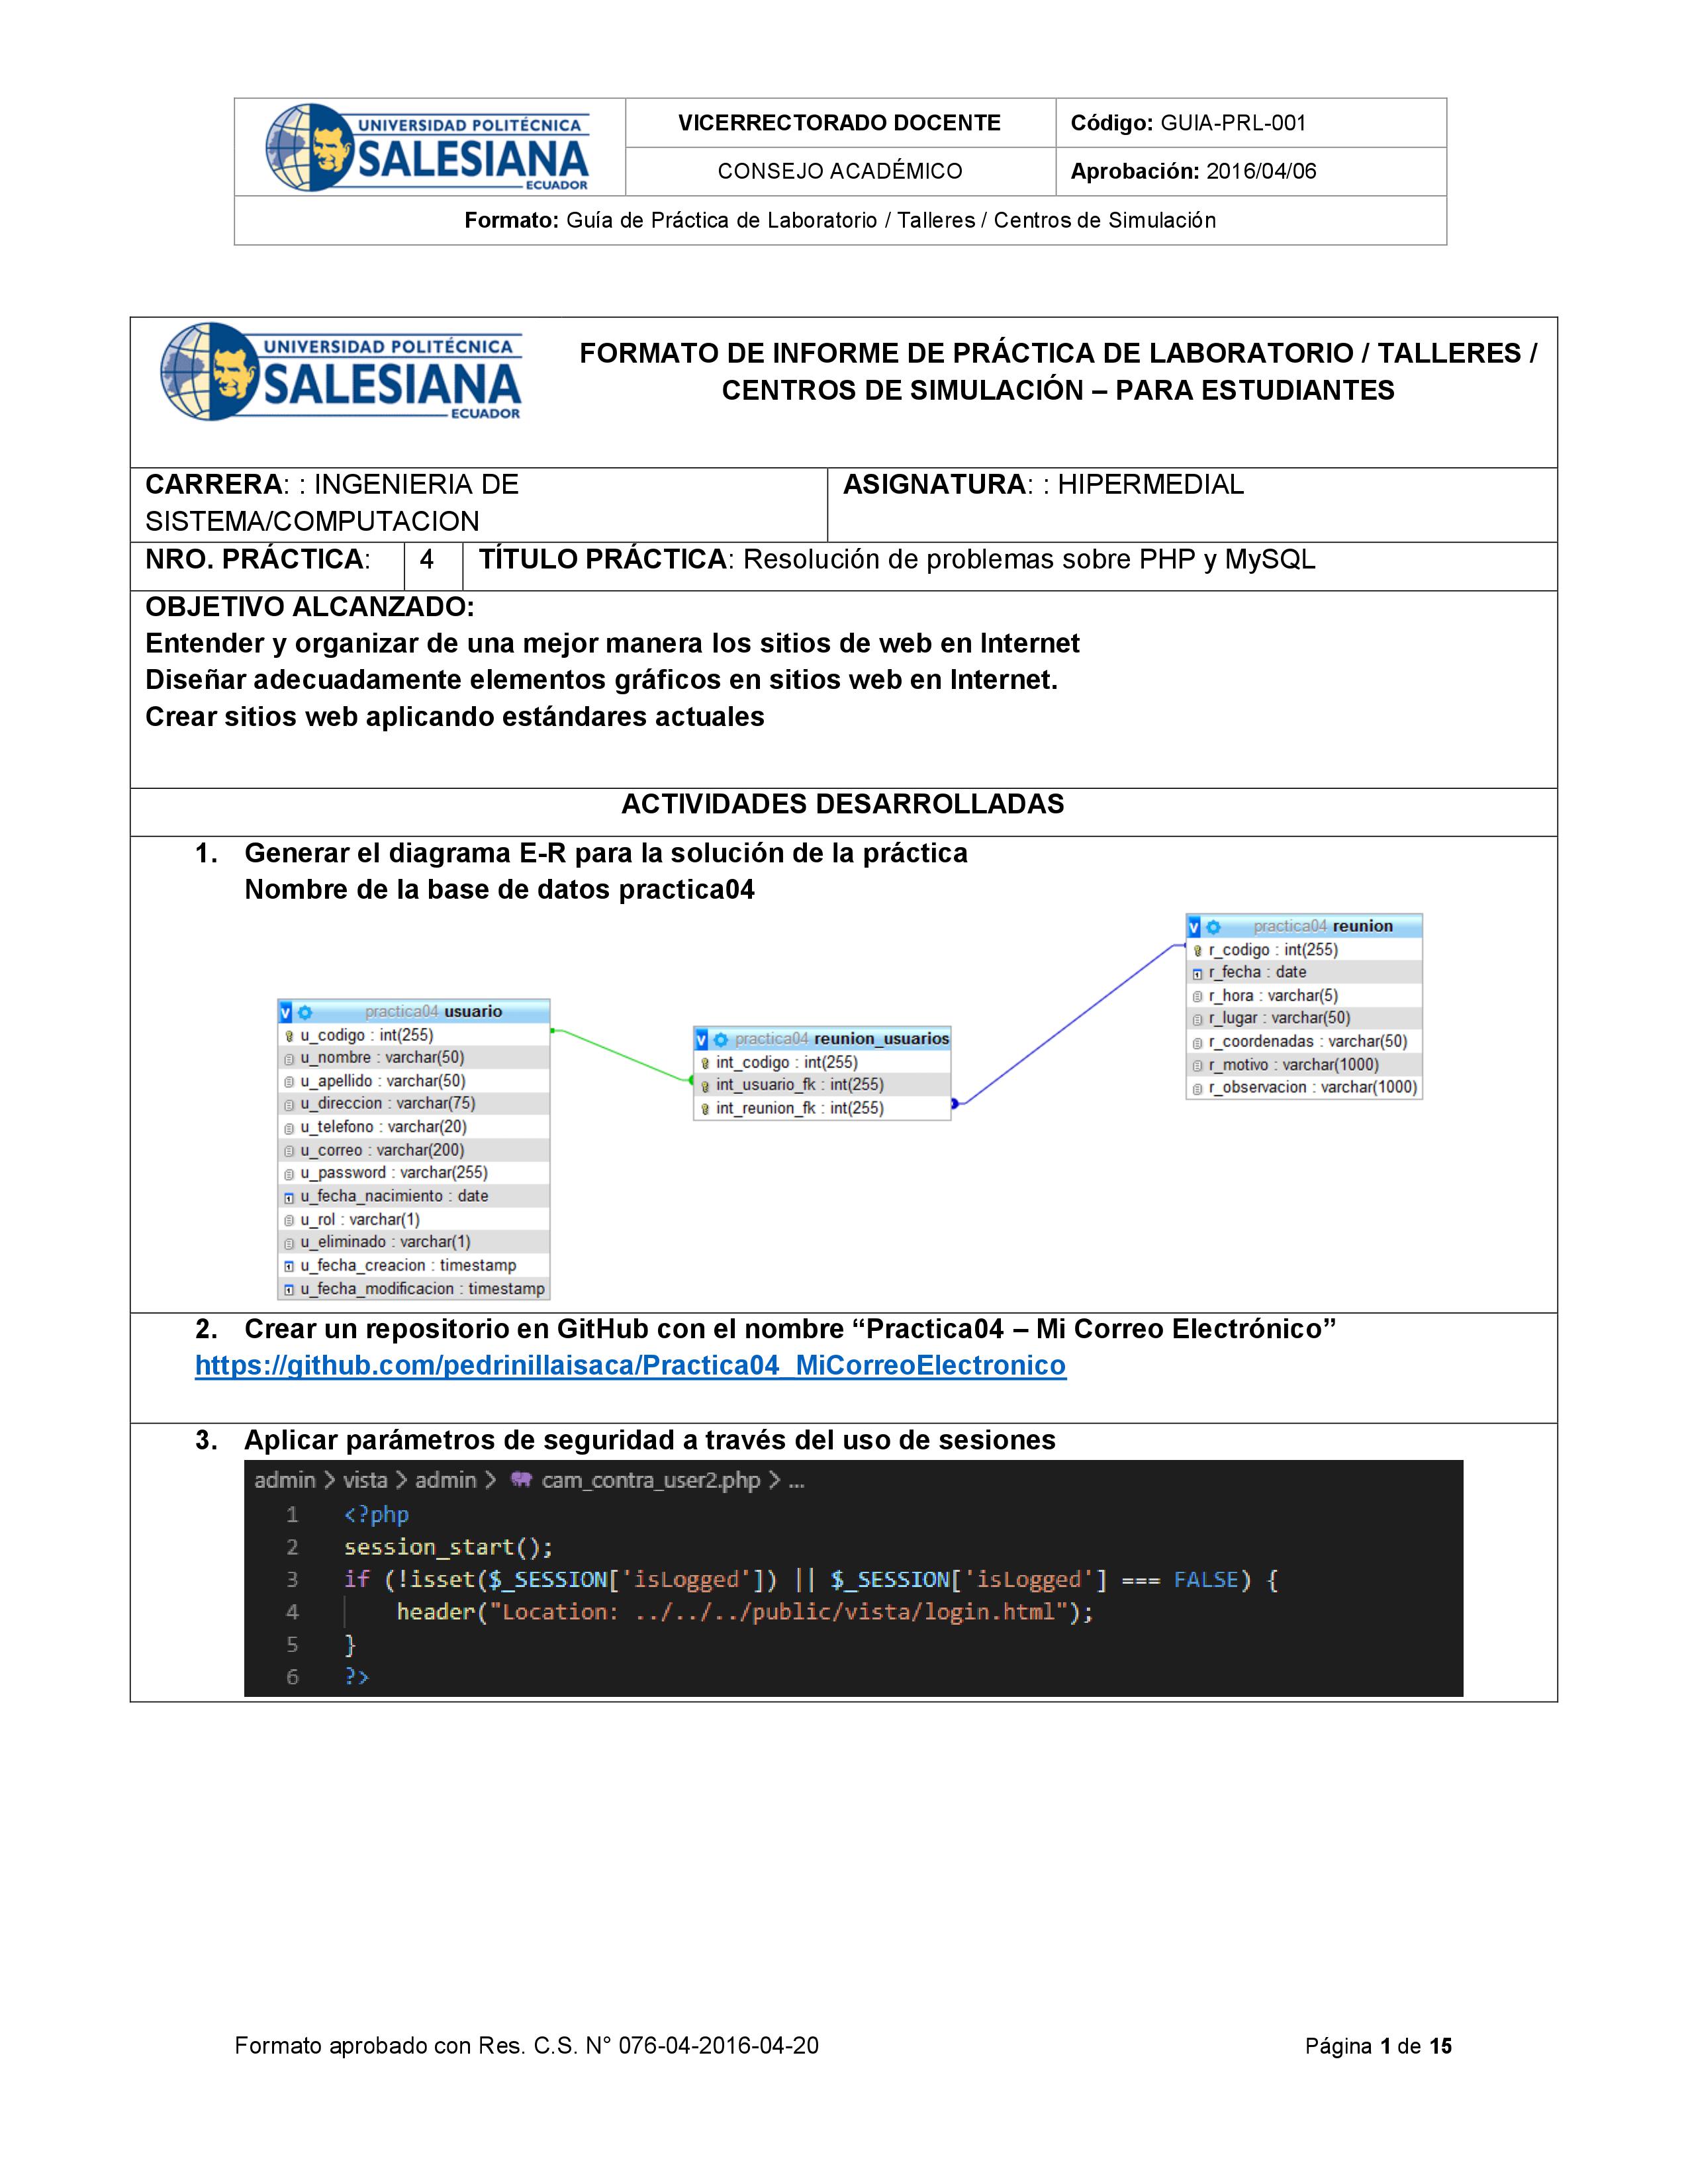 UNIVERSIDAD POLITÉCNICA
SALESIANA
ECUADOR
VICERRECTORADO DOCENTE
Código: GUIA-PRL-001
CONSEJO ACADÉMICO
Aprobación: 2016/04/06
Formato: Guía de Práctica de Laboratorio / Talleres / Centros de Simulación
UNIVERSIDAD POLITÉCNICA
SALESIANA
ECUADOR
FORMATO DE INFORME DE PRÁCTICA DE LABORATORIO / TALLERES /
CENTROS DE SIMULACIÓN – PARA ESTUDIANTES
CARRERA: : INGENIERIA DE
SISTEMA/COMPUTACION
ASIGNATURA: : HIPERMEDIAL
NRO. PRÁCTICA:
4
TÍTULO PRÁCTICA: Resolución de problemas sobre PHP y MySQL
OBJETIVO ALCANZADO:
Entender y organizar de una mejor manera los sitios de web en Internet
Diseñar adecuadamente elementos gráficos en sitios web en Internet.
Crear sitios web aplicando estándares actuales
ACTIVIDADES DESARROLLADAS
1. Generar el diagrama E-R para la solución de la práctica
Nombre de la base de datos practica04
v practica04 usuario
u_codigo : int(255)
u_nombre : varchar(50)
u_apellido : varchar(50)
u_direccion : varchar(75)
u_telefono : varchar(20)
u_correo : varchar(200)
u_password : varchar(255)
u_fecha_nacimiento : date
u_rol : varchar(1)
u_eliminado : varchar(1)
u_fecha_creacion : timestamp
u_fecha_modificacion : timestamp
v practica04 reunion_usuarios
int_codigo : int(255)
int_usuario_fk : int(255)
int_reunion_fk : int(255)
v practica04 reunion
r_codigo : int(255)
r_fecha : date
r_hora : varchar(5)
r_lugar : varchar(50)
r_coordenadas : varchar(50)
r_motivo : varchar(1000)
r_observacion : varchar(1000)
2. Crear un repositorio en GitHub con el nombre “Practica04 – Mi Correo Electrónico”
https://github.com/pedrinillaisaca/Practica04_MiCorreoElectronico
3. Aplicar parámetros de seguridad a través del uso de sesiones
admin > vista > admin > cam_contra_user2.php > ...
1 <?php
2 session_start();
3 if (!isset($_SESSION['isLogged']) || $_SESSION['isLogged'] === FALSE) {
4 header("Location: ../../../public/vista/login.html");
5 }
6 ?>
Formato aprobado con Res. C.S. N° 076-04-2016-04-20
Página 1 de 15